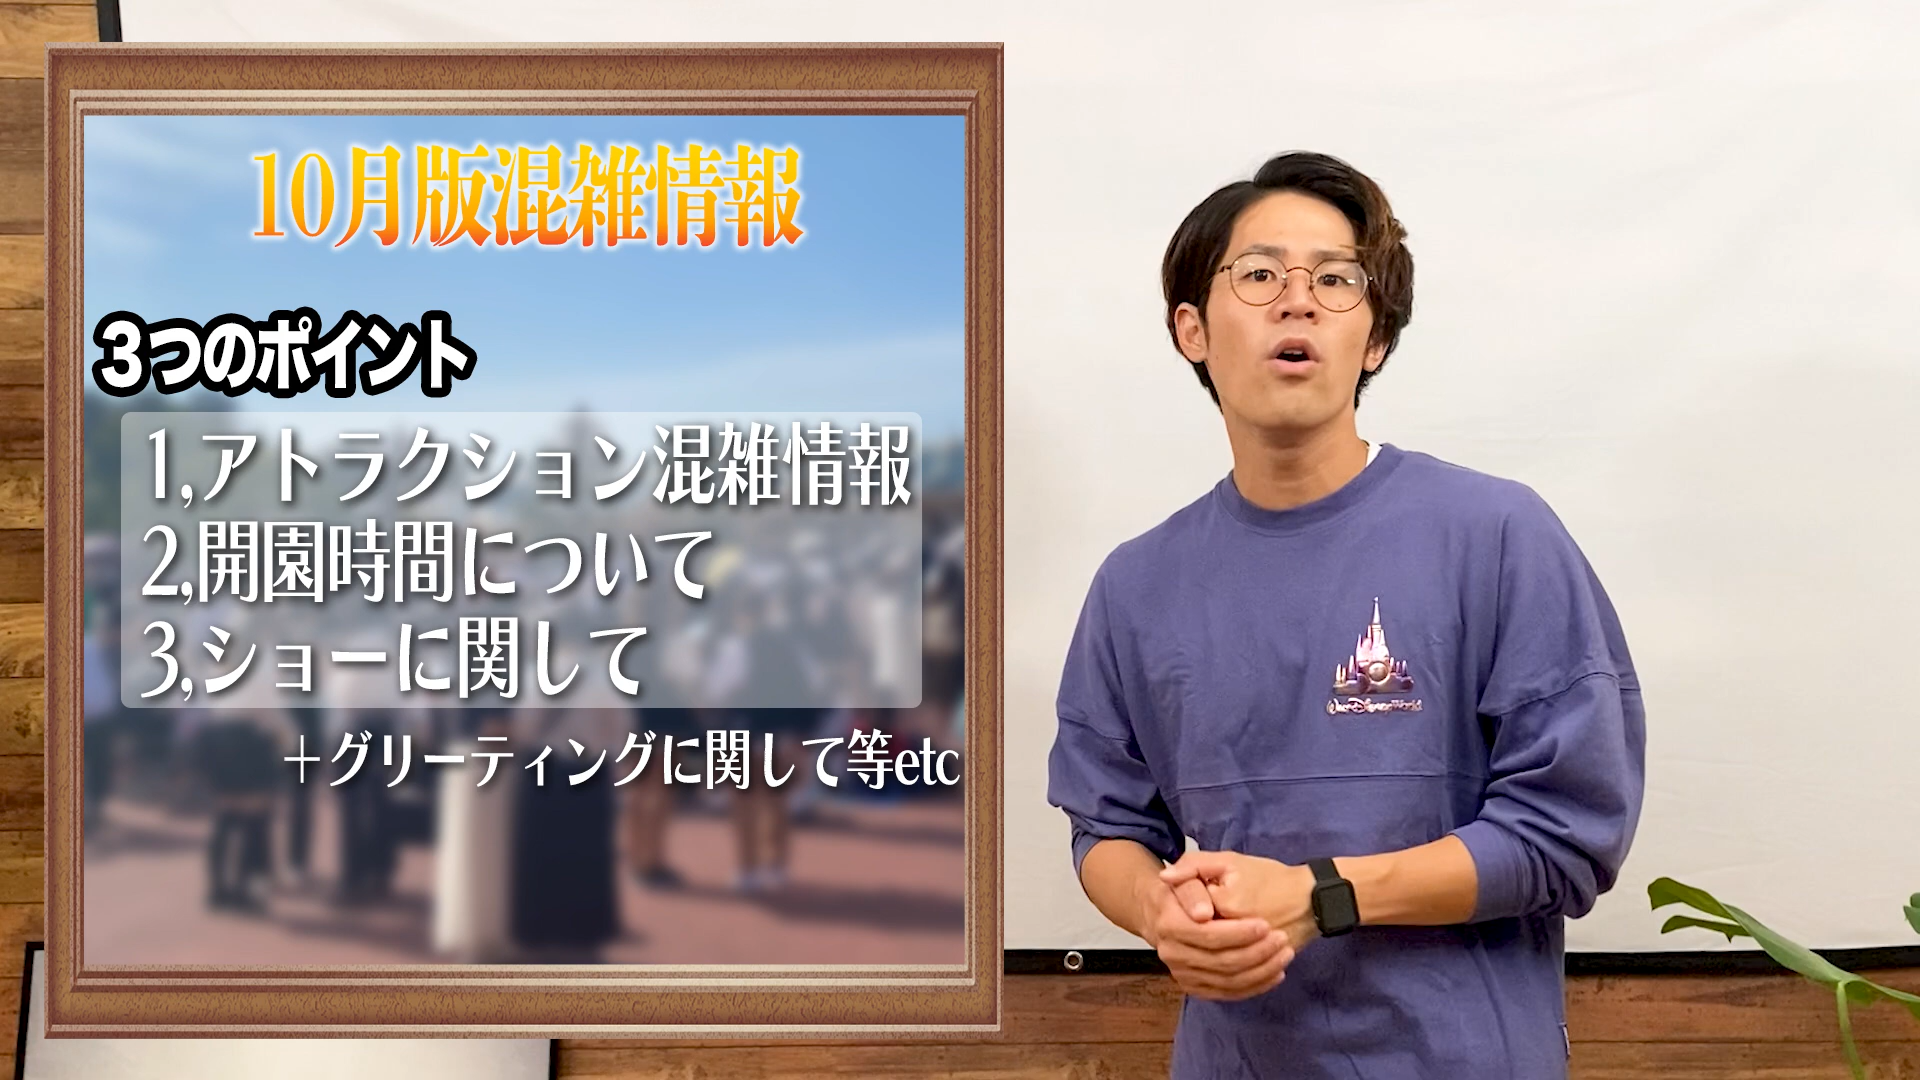 10月版混雑情報
3つのポイント
1,アトラクション混雑情報
2,開園時間について
3,ショーに関して
＋グリーティングに関して等etc
Walt Disney World